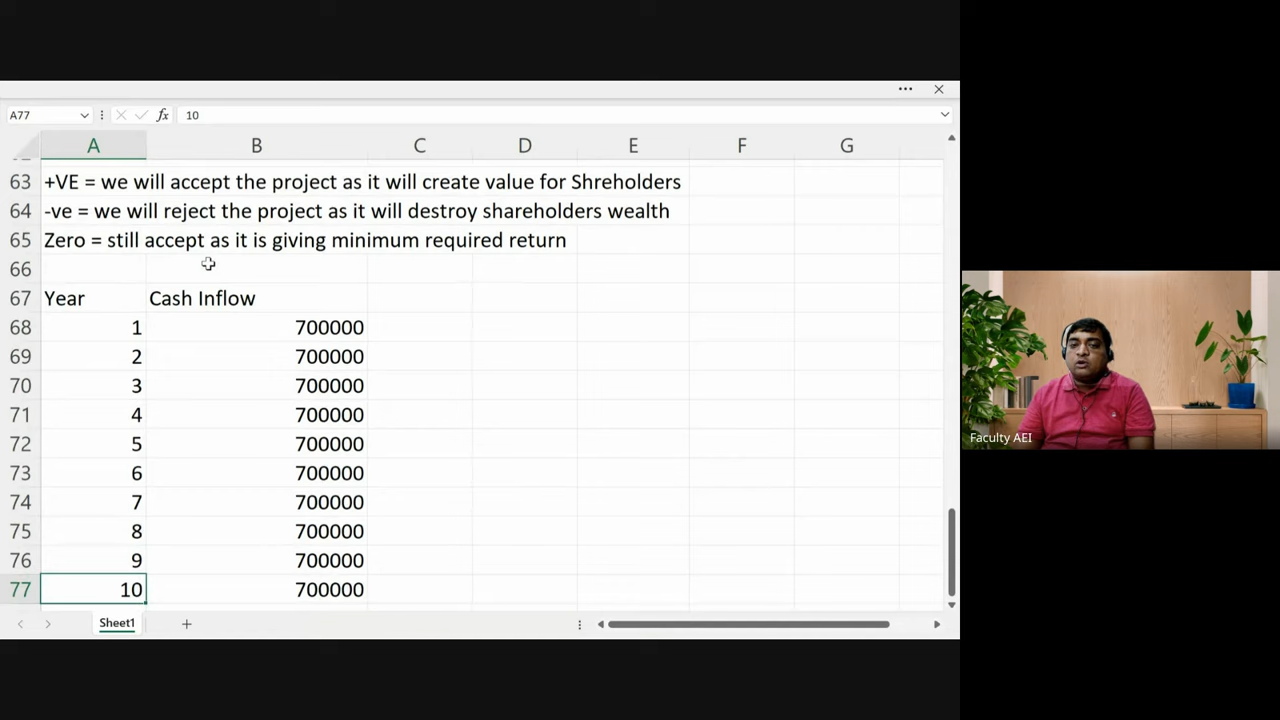 A77
fx
10
A B C D E F G
63 +VE = we will accept the project as it will create value for Shreholders
64 -ve = we will reject the project as it will destroy shareholders wealth
65 Zero = still accept as it is giving minimum required return
66
67 Year Cash Inflow
68 1 700000
69 2 700000
70 3 700000
71 4 700000
72 5 700000
73 6 700000
74 7 700000
75 8 700000
76 9 700000
77 10 700000
Sheet1
Faculty AEI